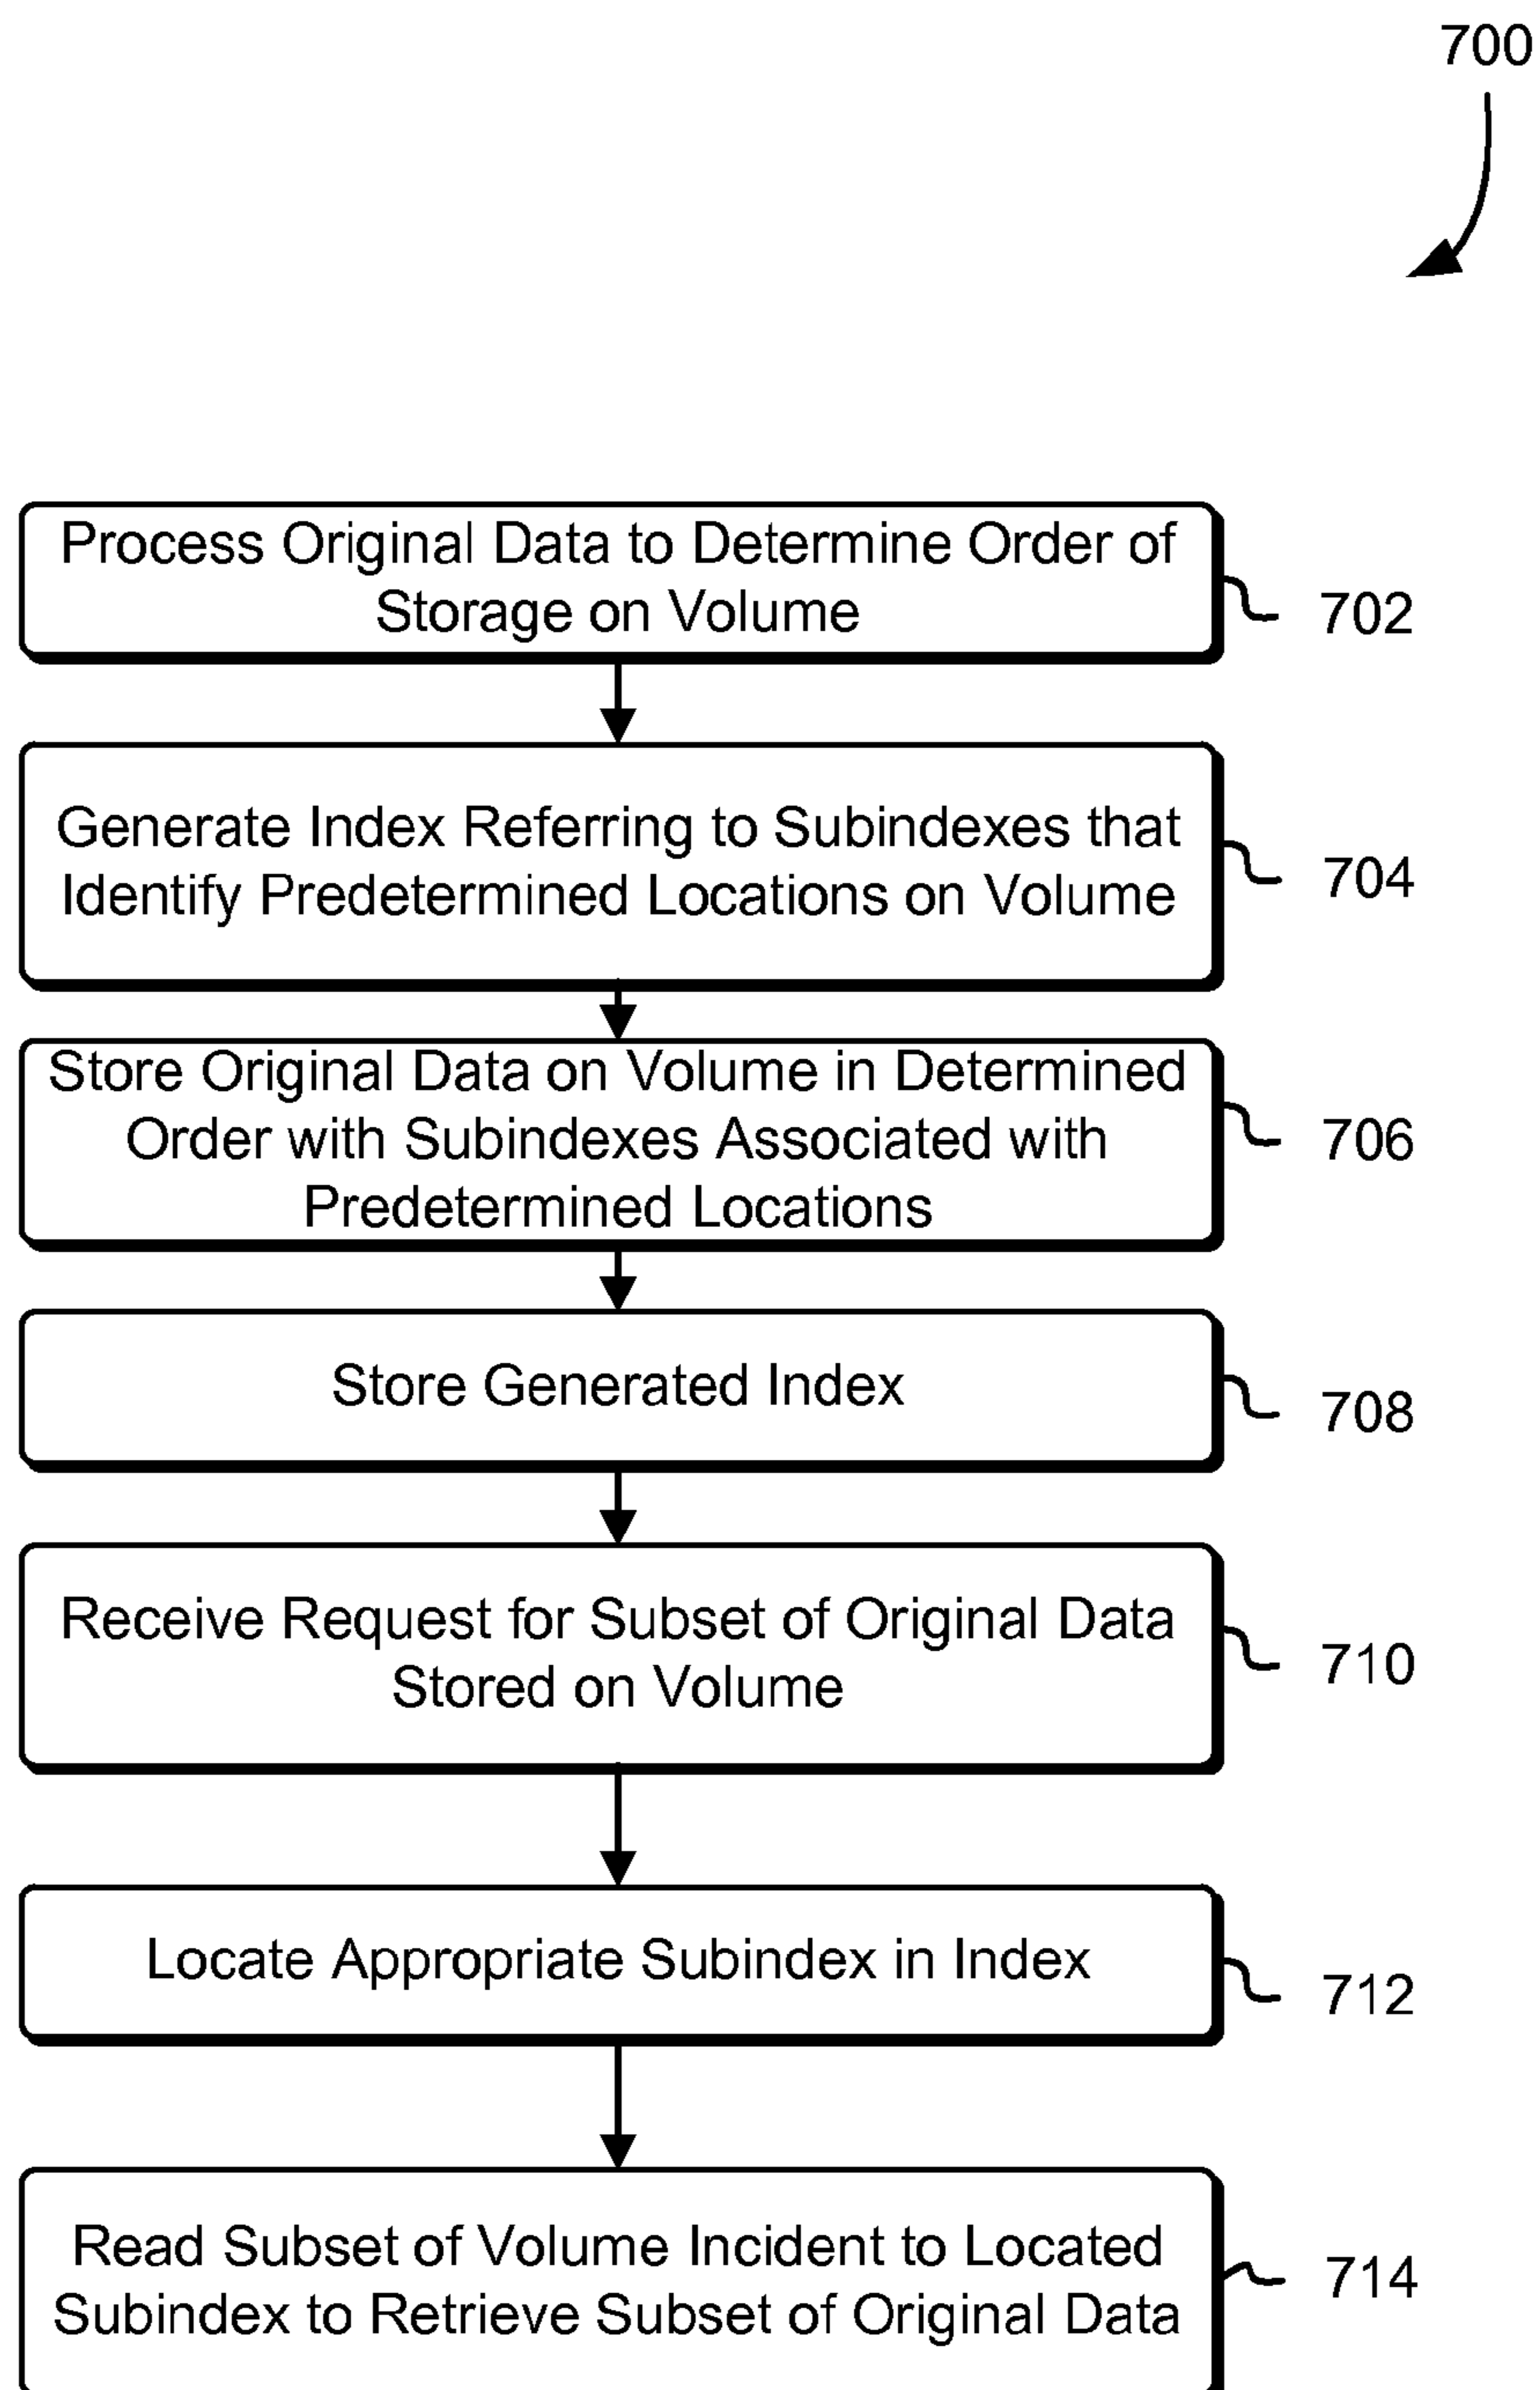 700
Process Original Data to Determine Order of
Storage on Volume
702
Generate Index Referring to Subindexes that
Identify Predetermined Locations on Volume
704
Store Original Data on Volume in Determined
Order with Subindexes Associated with
Predetermined Locations
706
Store Generated Index
708
Receive Request for Subset of Original Data
Stored on Volume
710
Locate Appropriate Subindex in Index
712
Read Subset of Volume Incident to Located
Subindex to Retrieve Subset of Original Data
714